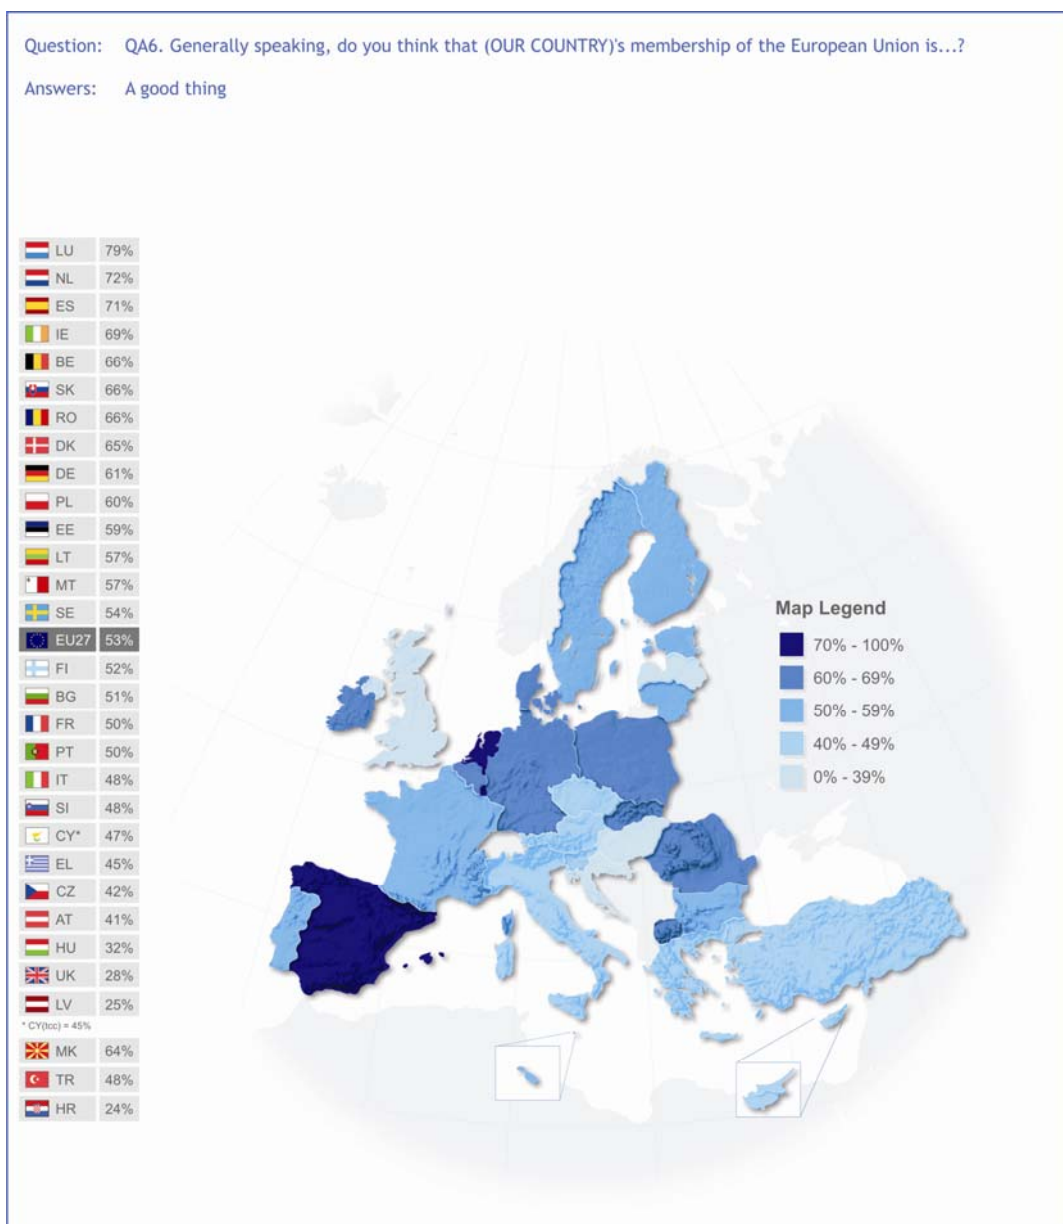 Question: QA6. Generally speaking, do you think that (OUR COUNTRY)'s membership of the European Union is...?
Answers: A good thing
LU 79%
NL 72%
ES 71%
IE 69%
BE 66%
SK 66%
RO 66%
DK 65%
DE 61%
PL 60%
EE 59%
LT 57%
MT 57%
SE 54%
EU27 53%
FI 52%
BG 51%
FR 50%
PT 50%
IT 48%
SI 48%
CY* 47%
EL 45%
CZ 42%
AT 41%
HU 32%
UK 28%
LV 25%
* CY(tcc) = 45%
MK 64%
TR 48%
HR 24%
Map Legend
70% - 100%
60% - 69%
50% - 59%
40% - 49%
0% - 39%